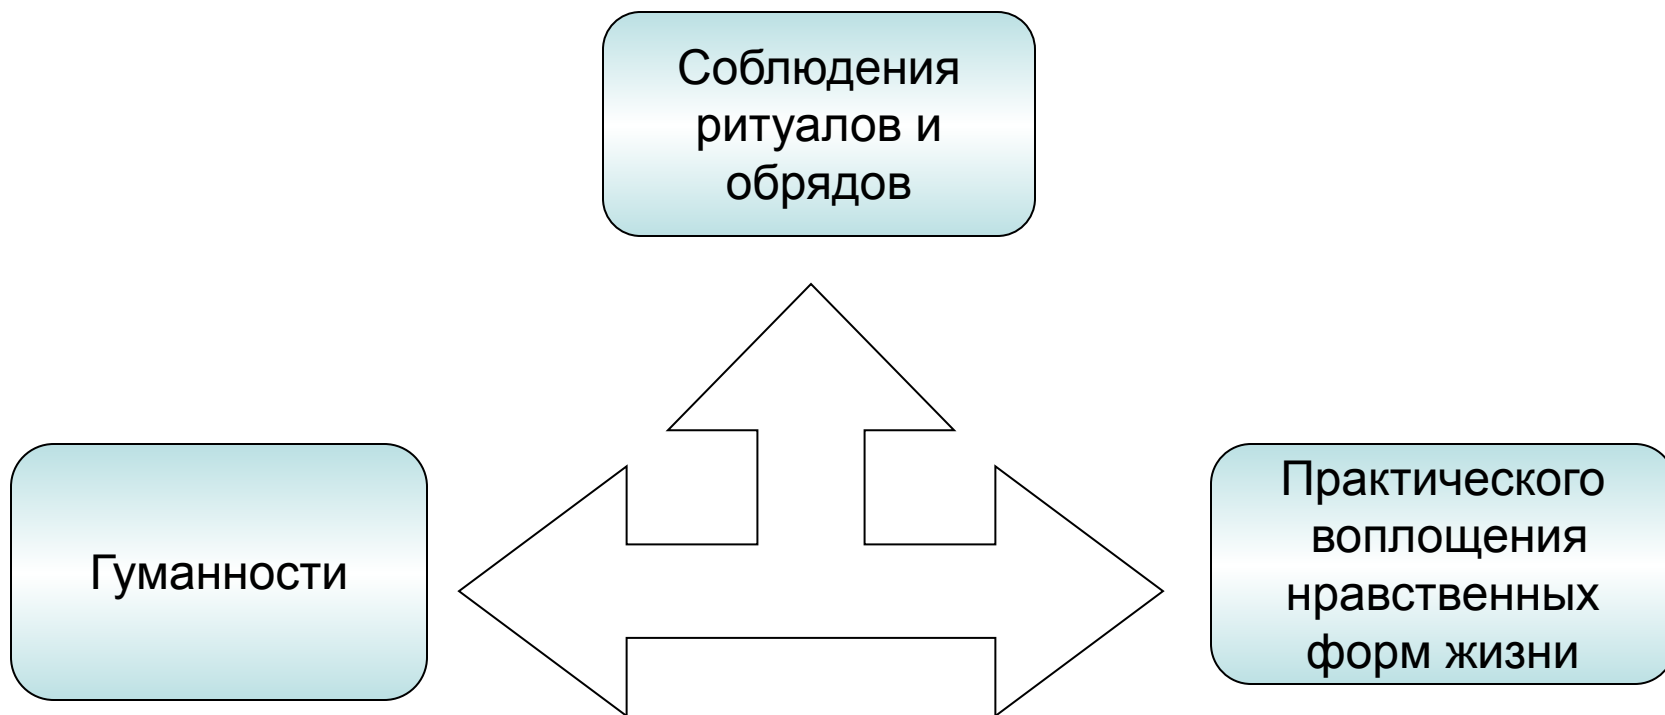 Соблюдения
ритуалов и
обрядов
Гуманности
Практического
воплощения
нравственных
форм жизни